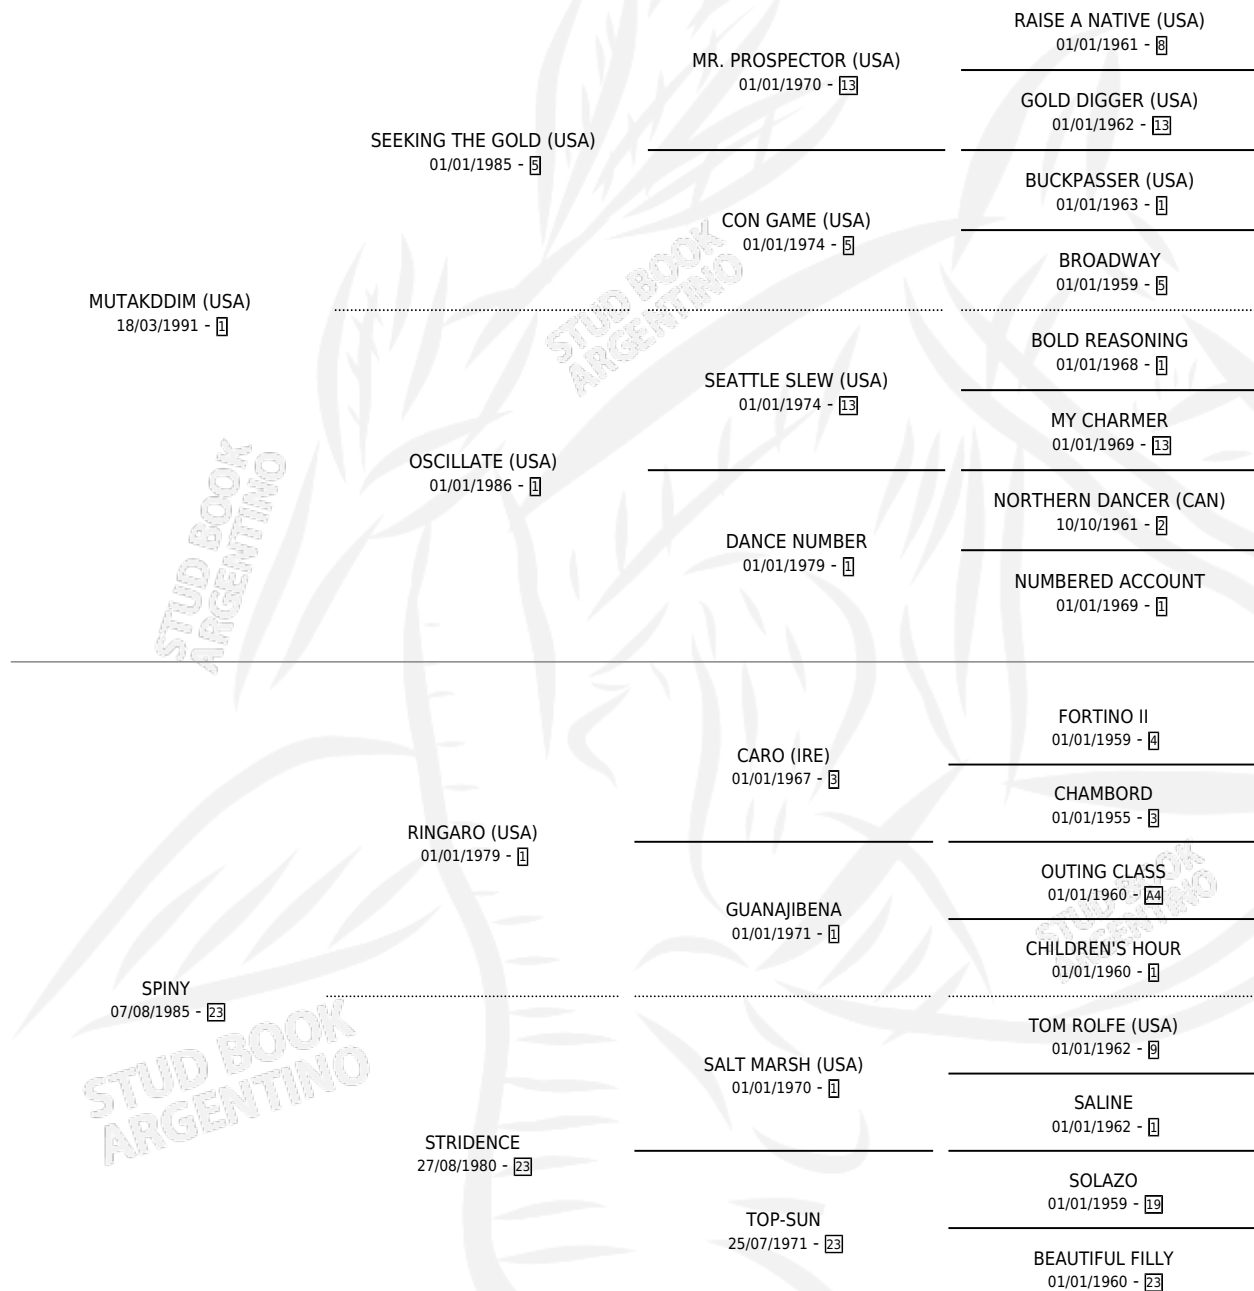 RAISE A NATIVE (USA)
01/01/1961 - 8
MR. PROSPECTOR (USA)
01/01/1970 - 13
GOLD DIGGER (USA)
01/01/1962 - 13
SEEKING THE GOLD (USA)
01/01/1985 - 5
BUCKPASSER (USA)
01/01/1963 - 1
CON GAME (USA)
01/01/1974 - 5
BROADWAY
01/01/1959 - 5
MUTAKDDIM (USA)
18/03/1991 - 1
BOLD REASONING
01/01/1968 - 1
SEATTLE SLEW (USA)
01/01/1974 - 13
MY CHARMER
01/01/1969 - 13
OSCILLATE (USA)
01/01/1986 - 1
NORTHERN DANCER (CAN)
10/10/1961 - 2
DANCE NUMBER
01/01/1979 - 1
NUMBERED ACCOUNT
01/01/1969 - 1
FORTINO II
01/01/1959 - 4
CARO (IRE)
01/01/1967 - 3
CHAMBORD
01/01/1955 - 3
RINGARO (USA)
01/01/1979 - 1
OUTING CLASS
01/01/1960 - A4
GUANAJIBENA
01/01/1971 - 1
CHILDREN'S HOUR
01/01/1960 - 1
SPINY
07/08/1985 - 23
TOM ROLFE (USA)
01/01/1962 - 9
SALT MARSH (USA)
01/01/1970 - 1
SALINE
01/01/1962 - 1
STRIDENCE
27/08/1980 - 23
SOLAZO
01/01/1959 - 19
TOP-SUN
25/07/1971 - 23
BEAUTIFUL FILLY
01/01/1960 - 23
STUD BOOK
ARGENTINO
STUD BOOK
ARGENTINO
STUD BOOK
ARGENTINO
STUD BOOK
ARGENTINO